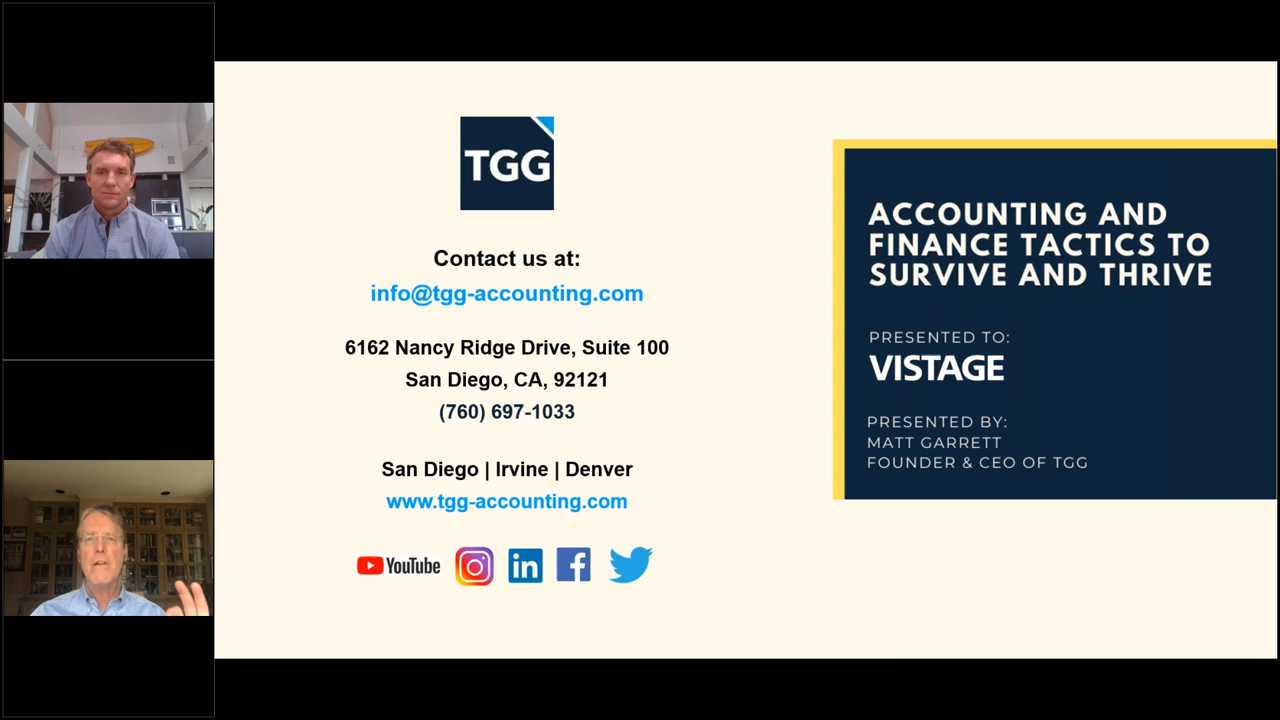 TGG
Contact us at:
info@tgg-accounting.com
6162 Nancy Ridge Drive, Suite 100
San Diego, CA, 92121
(760) 697-1033
San Diego | Irvine | Denver
www.tgg-accounting.com
YouTube
in
f
ACCOUNTING AND
FINANCE TACTICS TO
SURVIVE AND THRIVE
PRESENTED TO:
VISTAGE
PRESENTED BY:
MATT GARRETT
FOUNDER & CEO OF TGG